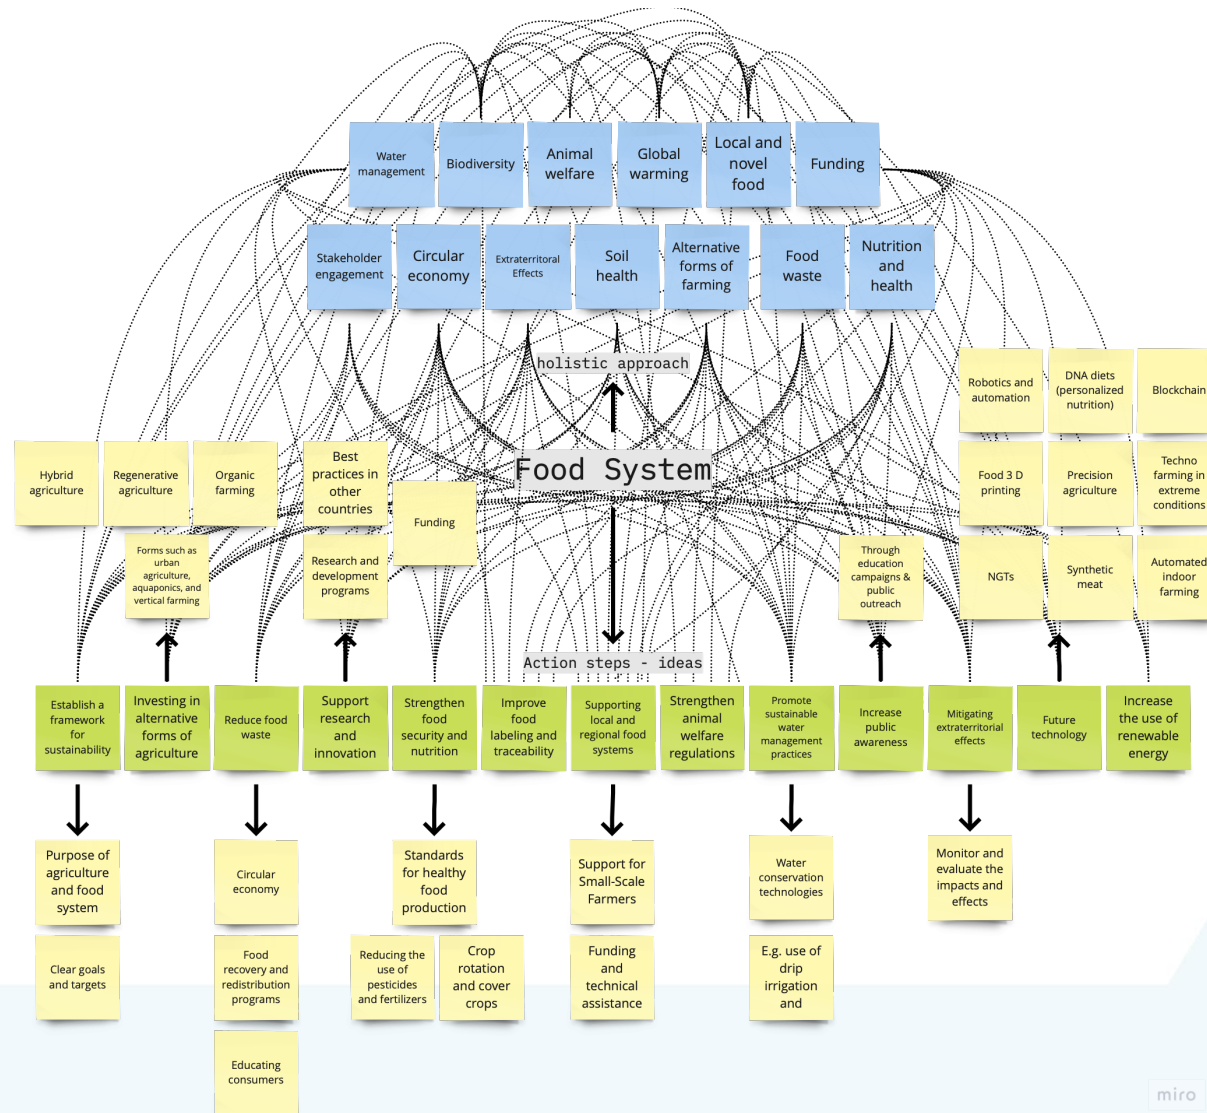 Water
management
Biodiversity
Animal
welfare
Global
warming
Local and
novel
food
Funding
Stakeholder
engagement
Circular
economy
Extraterritoral
Effects
Soil
health
Alternative
forms of
farming
Food
waste
Nutrition
and
health
holistic approach
Food System
Action steps - ideas
Robotics and
automation
DNA diets
(personalized
nutrition)
Blockchain
Hybrid
agriculture
Regenerative
agriculture
Organic
farming
Best
practices in
other
countries
Funding
Food 3 D
printing
Precision
agriculture
Techno
farming in
extreme
conditions
Forms such as
urban
agriculture,
aquaponics, and
vertical farming
Research and
development
programs
Through
education
campaigns &
public
outreach
NGTs
Synthetic
meat
Automated
indoor
farming
Establish a
framework
for
sustainability
Investing in
alternative
forms of
agriculture
Reduce food
waste
Support
research
and
innovation
Strengthen
food
security and
nutrition
Improve
food
labeling and
traceability
Supporting
local and
regional food
systems
Strengthen
animal
welfare
regulations
Promote
sustainable
water
management
practices
Increase
public
awareness
Mitigating
extraterritorial
effects
Future
technology
Increase
the use of
renewable
energy
Purpose of
agriculture
and food
system
Circular
economy
Standards
for healthy
food
production
Support for
Small-Scale
Farmers
Water
conservation
technologies
Monitor and
evaluate the
impacts and
effects
Clear goals
and targets
Food
recovery and
redistribution
programs
Reducing the
use of
pesticides
and fertilizers
Crop
rotation
and cover
crops
Funding
and
technical
assistance
E.g. use of
drip
irrigation
and
Educating
consumers
miro